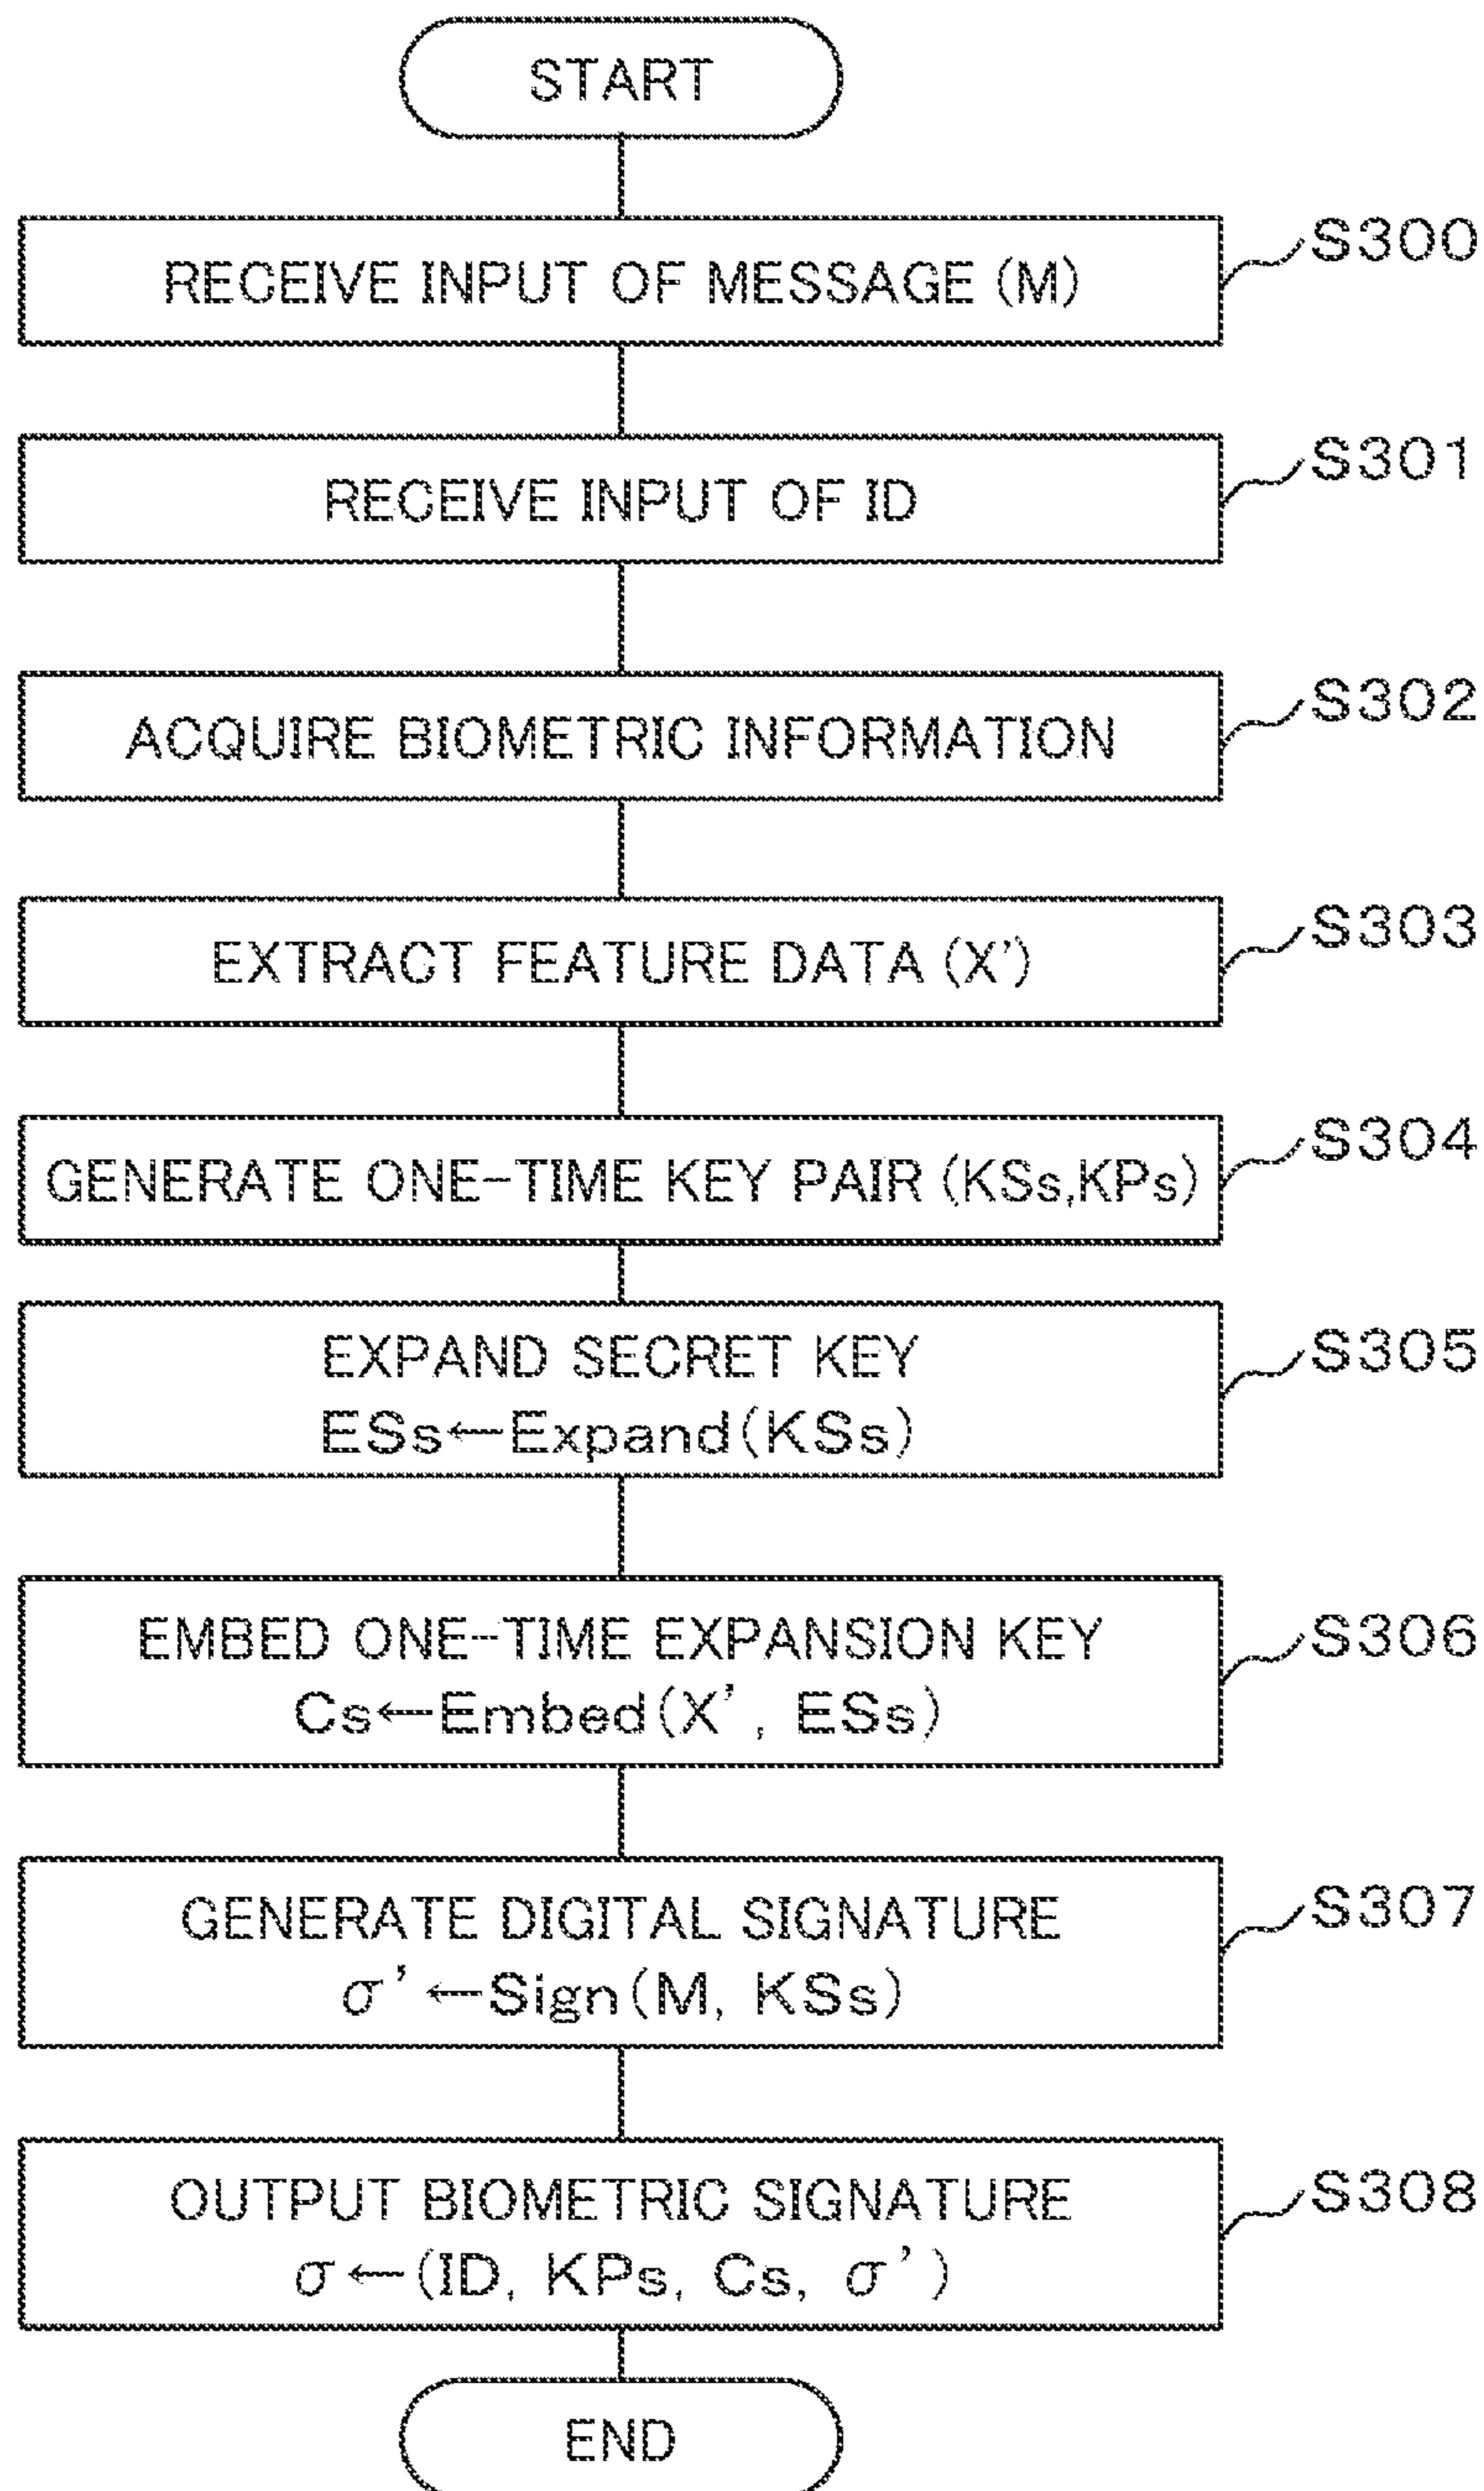 START
RECEIVE INPUT OF MESSAGE (M)
S300
RECEIVE INPUT OF ID
S301
ACQUIRE BIOMETRIC INFORMATION
S302
EXTRACT FEATURE DATA (X')
S303
GENERATE ONE-TIME KEY PAIR (KSs,KPs)
S304
EXPAND SECRET KEY
ESs←Expand(KSs)
S305
EMBED ONE-TIME EXPANSION KEY
Cs←Embed(X', ESs)
S306
GENERATE DIGITAL SIGNATURE
σ'←Sign(M, KSs)
S307
OUTPUT BIOMETRIC SIGNATURE
σ←(ID, KPs, Cs, σ')
S308
END